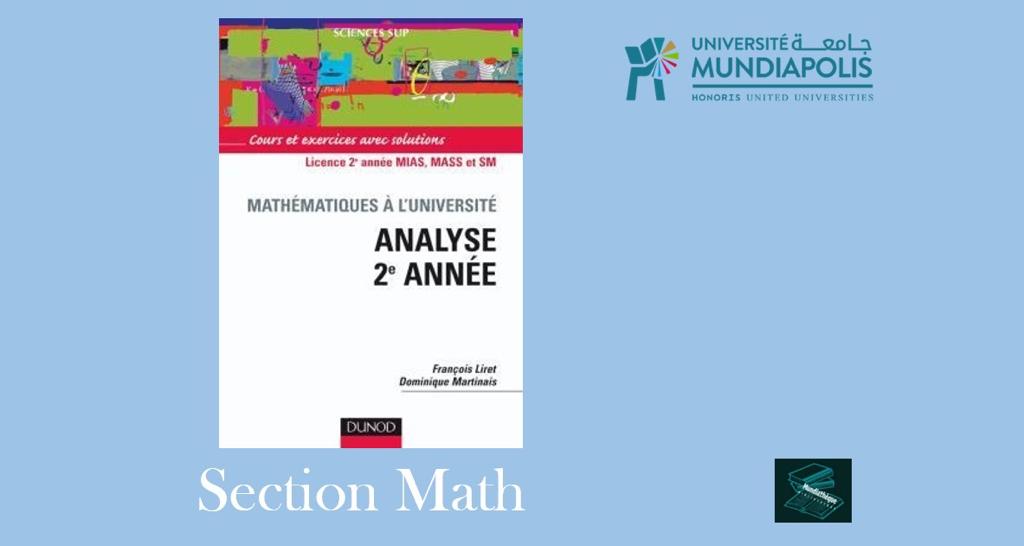 SCIENCES SUP
Cours et exercices avec solutions
Licence 2e année MIAS, MASS et SM
MATHÉMATIQUES À L'UNIVERSITÉ
ANALYSE
2e ANNÉE
François Liret
Dominique Martinais
DUNOD
Section Math
UNIVERSITÉ جامعة
MUNDIAPOLIS
HONORIS UNITED UNIVERSITIES
Mundiathèque